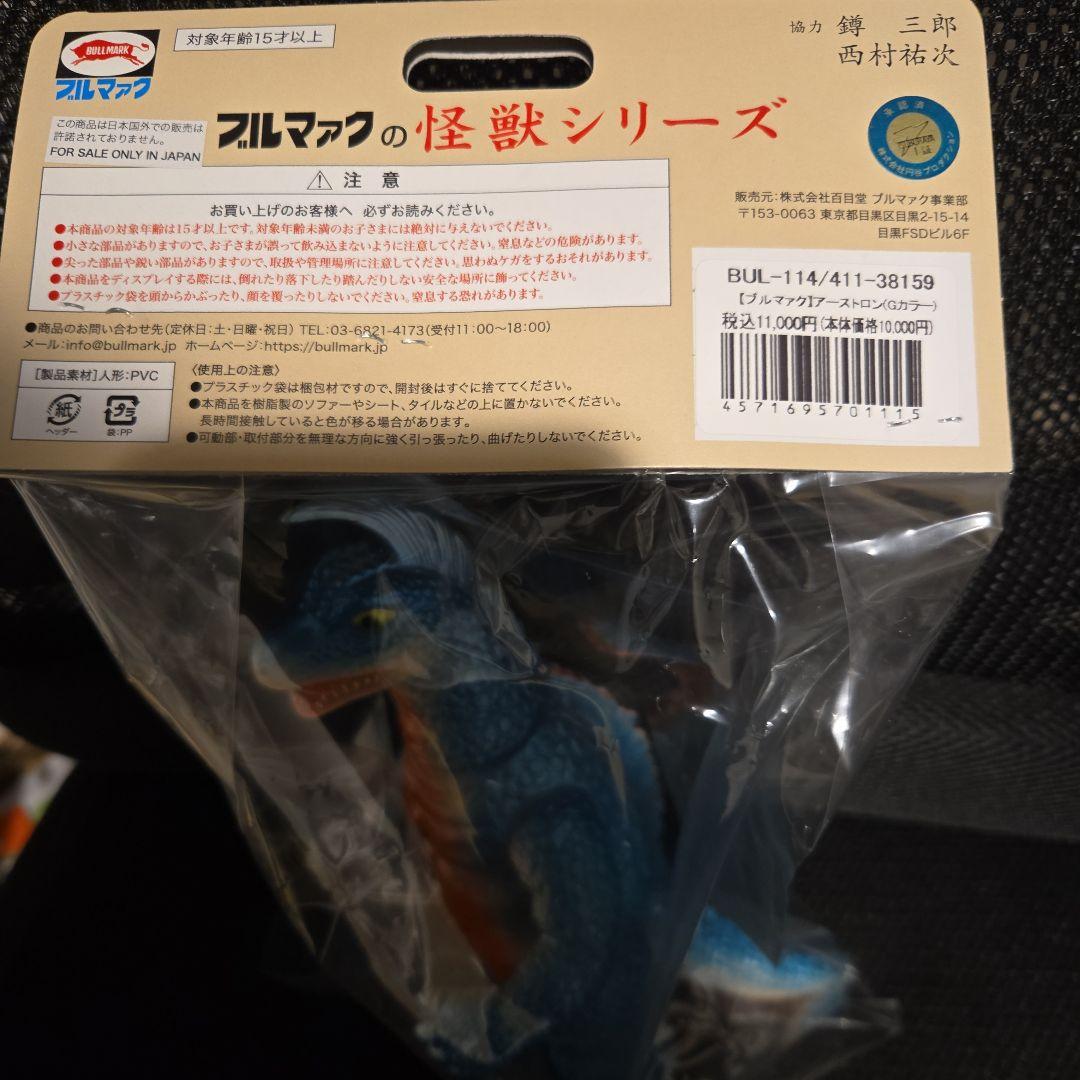 BULLMARK
ブルマァク
対象年齢15才以上
協力 鐏 三郎
西村祐次
この商品は日本国外での販売は
許諾されておりません。
FOR SALE ONLY IN JAPAN
ブルマァクの怪獣シリーズ
承認済
株式会社円谷プロダクション
⚠ 注 意
お買い上げのお客様へ 必ずお読みください。
●本商品の対象年齢は15才以上です。対象年齢未満のお子さまには絶対に与えないでください。
●小さな部品がありますので、お子さまが誤って飲み込まないように注意してください。窒息などの危険があります。
●尖った部品や鋭い部品がありますので、取扱や管理場所に注意してください。思わぬケガをするおそれがあります。
●本商品をディスプレイする際には、倒れたり落下したり踏んだりしない安全な場所に飾ってください。
●プラスチック袋を頭からかぶったり、顔を覆ったりしないでください。窒息する恐れがあります。
販売元：株式会社百目堂 ブルマァク事業部
〒153-0063 東京都目黒区目黒2-15-14
目黒FSDビル6F
●商品のお問い合わせ先(定休日：土・日曜・祝日) TEL:03-6821-4173(受付11:00〜18:00)
メール:info@bullmark.jp ホームページ:https://bullmark.jp
BUL-114/411-38159
【ブルマァク】アーストロン(Gカラー)
税込11,000円(本体価格10,000円)
4571695701115
[製品素材]人形：PVC
紙
ヘッダー
プラ
袋：PP
〈使用上の注意〉
●プラスチック袋は梱包材ですので、開封後はすぐに捨ててください。
●本商品を樹脂製のソファーやシート、タイルなどの上に置かないでください。
長時間接触していると色が移る場合があります。
●可動部・取付部分を無理な方向に強く引っ張ったり、曲げたりしないでください。